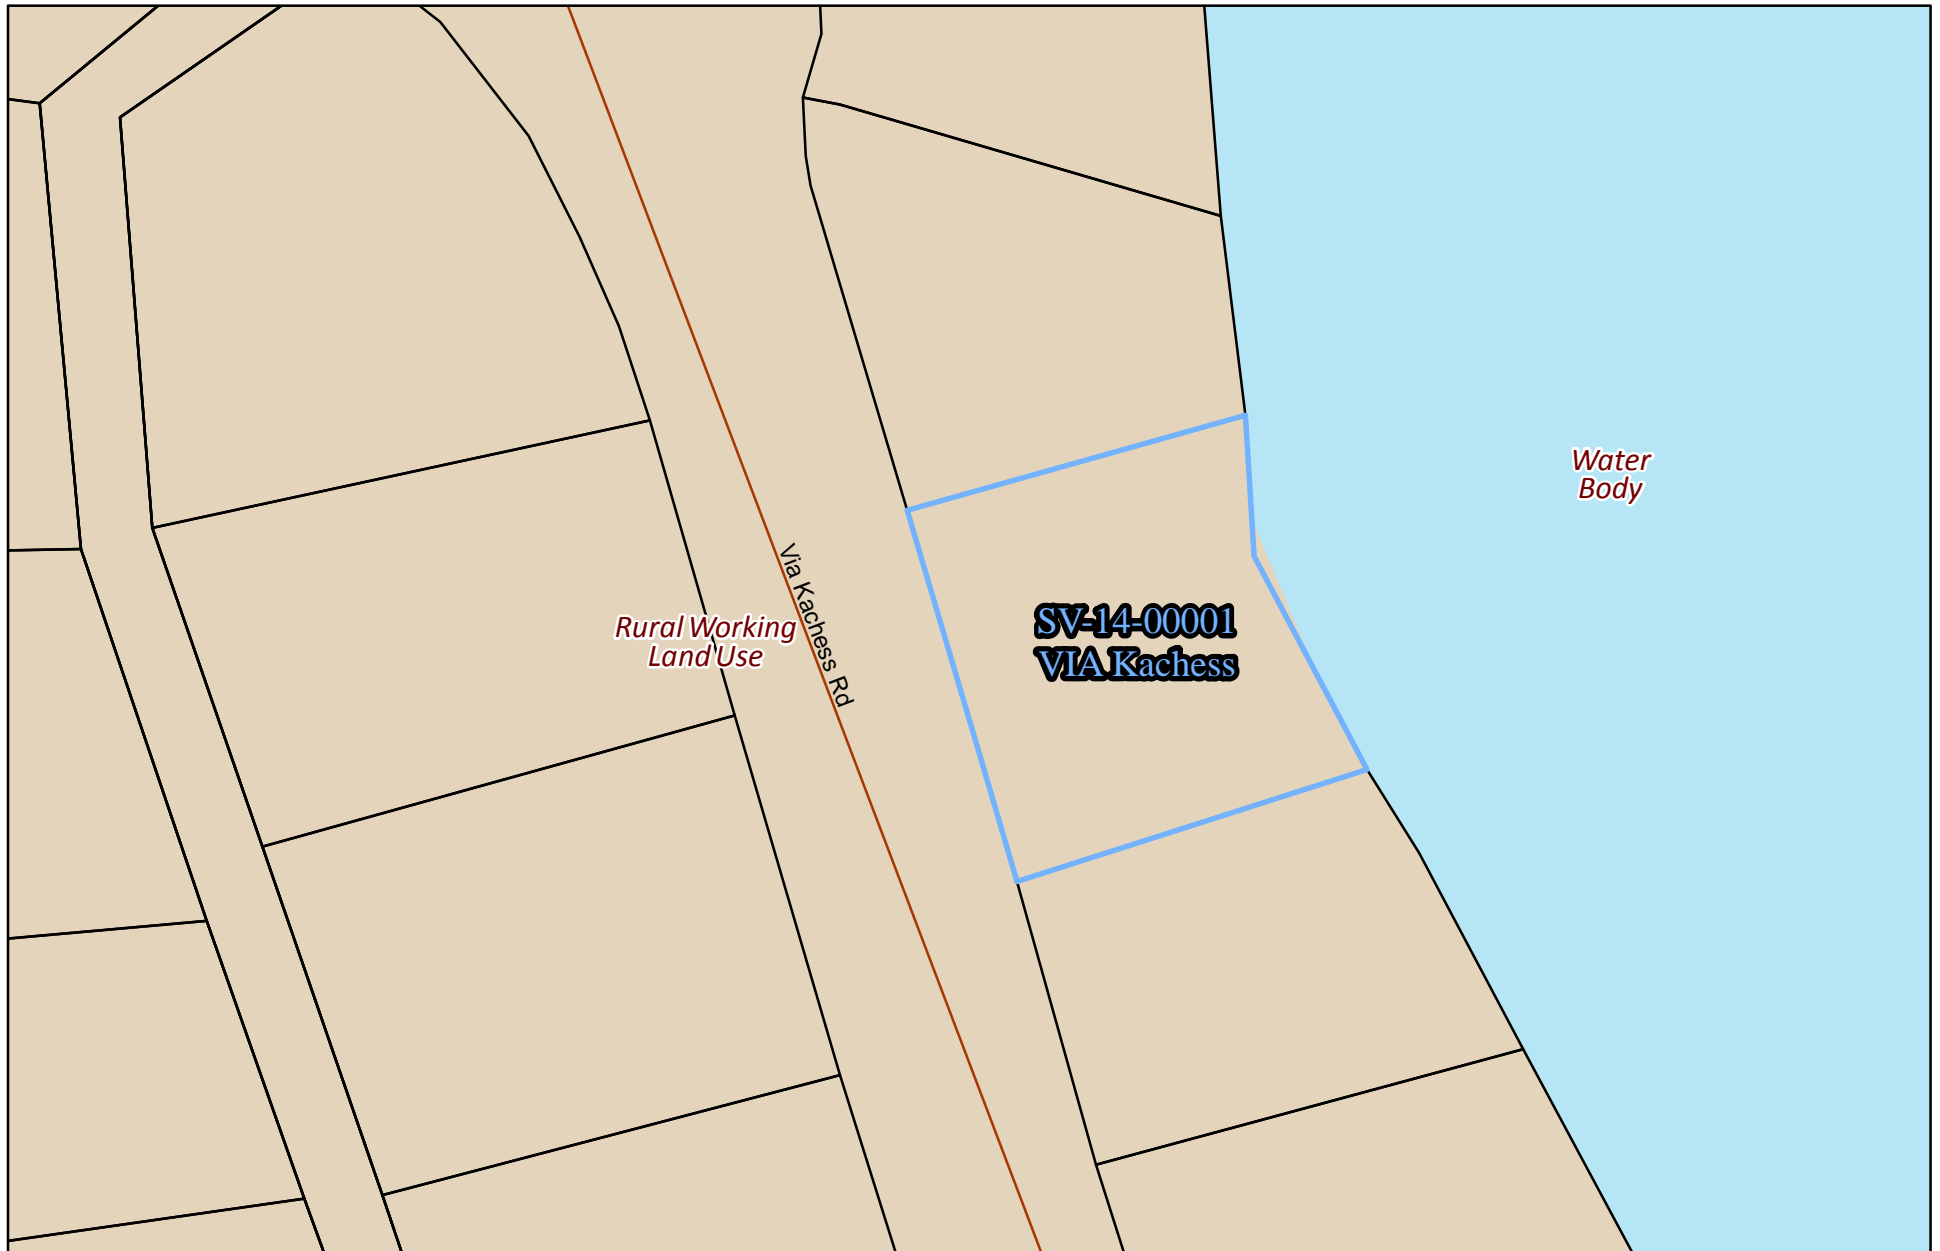 Water
Body
Via Kachess Rd
Rural Working
Land Use
SV-14-00001
VIA Kachess